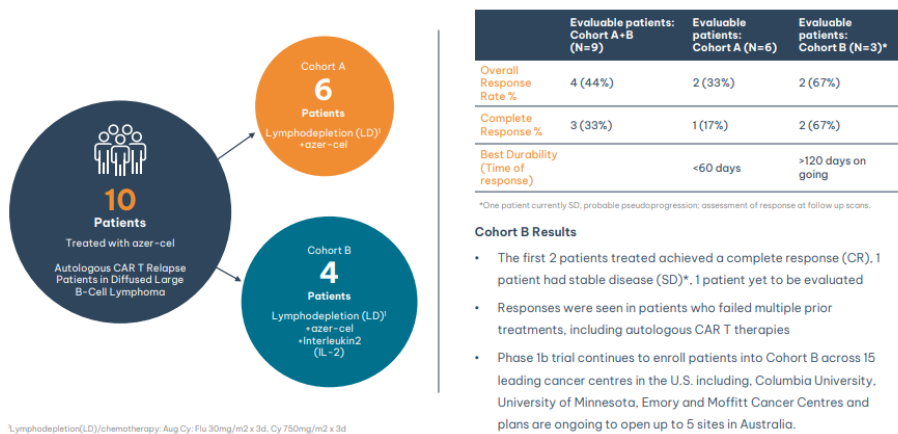 10
Patients
Treated with azer-cel
Autologous CAR T Relapse
Patients in Diffused Large
B-Cell Lymphoma
Cohort A
6
Patients
Lymphodepletion (LD)¹
+azer-cel
Cohort B
4
Patients
Lymphodepletion (LD)¹
+azer-cel
+Interleukin2
(IL-2)
¹Lymphodepletion(LD)/chemotherapy: Aug Cy: Flu 30mg/m2 x 3d, Cy 750mg/m2 x 3d
Evaluable patients: Cohort A+B (N=9)
Evaluable patients: Cohort A (N=6)
Evaluable patients: Cohort B (N=3)*
Overall Response Rate % 4 (44%) 2 (33%) 2 (67%)
Complete Response % 3 (33%) 1 (17%) 2 (67%)
Best Durability (Time of response) <60 days >120 days on going
*One patient currently SD, probable pseudoprogression; assessment of response at follow up scans.
Cohort B Results
• The first 2 patients treated achieved a complete response (CR), 1
patient had stable disease (SD)*, 1 patient yet to be evaluated
• Responses were seen in patients who failed multiple prior
treatments, including autologous CAR T therapies
• Phase 1b trial continues to enroll patients into Cohort B across 15
leading cancer centres in the U.S. including, Columbia University,
University of Minnesota, Emory and Moffitt Cancer Centres and
plans are ongoing to open up to 5 sites in Australia.